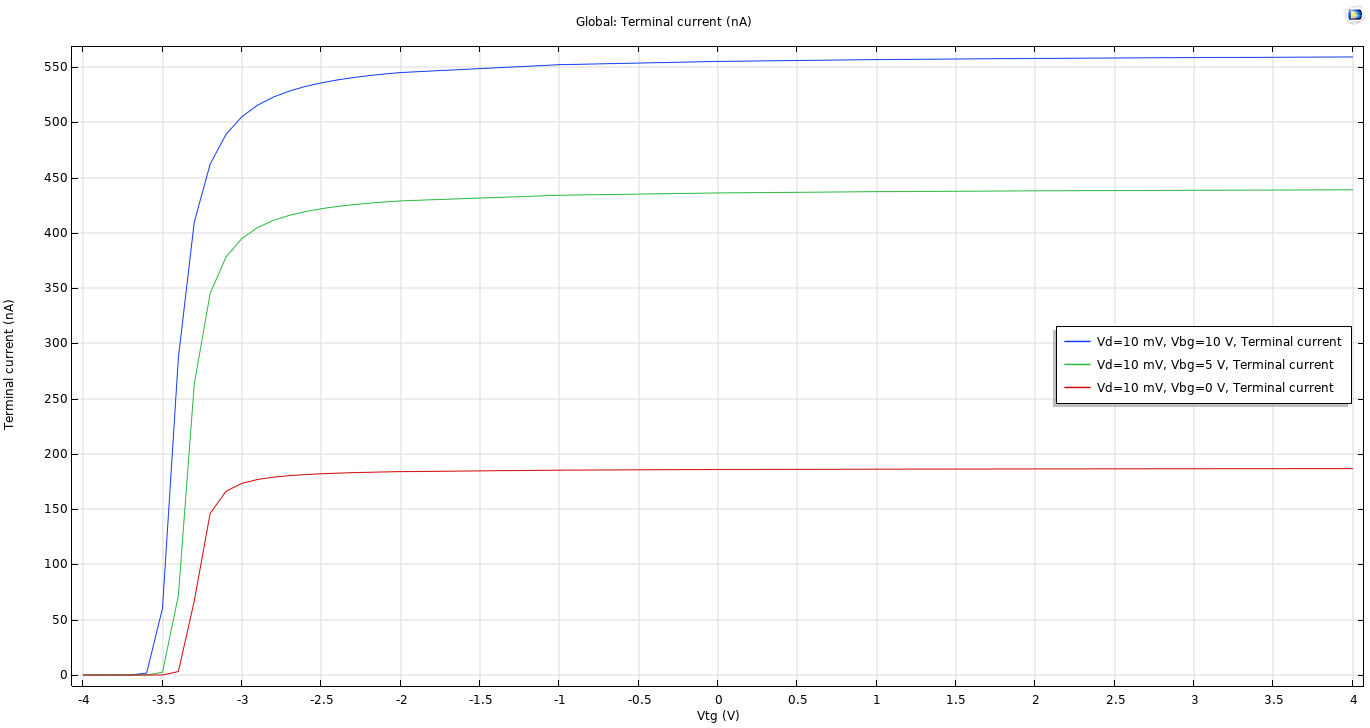 Global: Terminal current (nA)
550
500
450
400
350
300
250
200
150
100
50
0
Terminal current (nA)
Vd=10 mV, Vbg=10 V, Terminal current
Vd=10 mV, Vbg=5 V, Terminal current
Vd=10 mV, Vbg=0 V, Terminal current
-4 -3.5 -3 -2.5 -2 -1.5 -1 -0.5 0 0.5 1 1.5 2 2.5 3 3.5 4
Vtg (V)